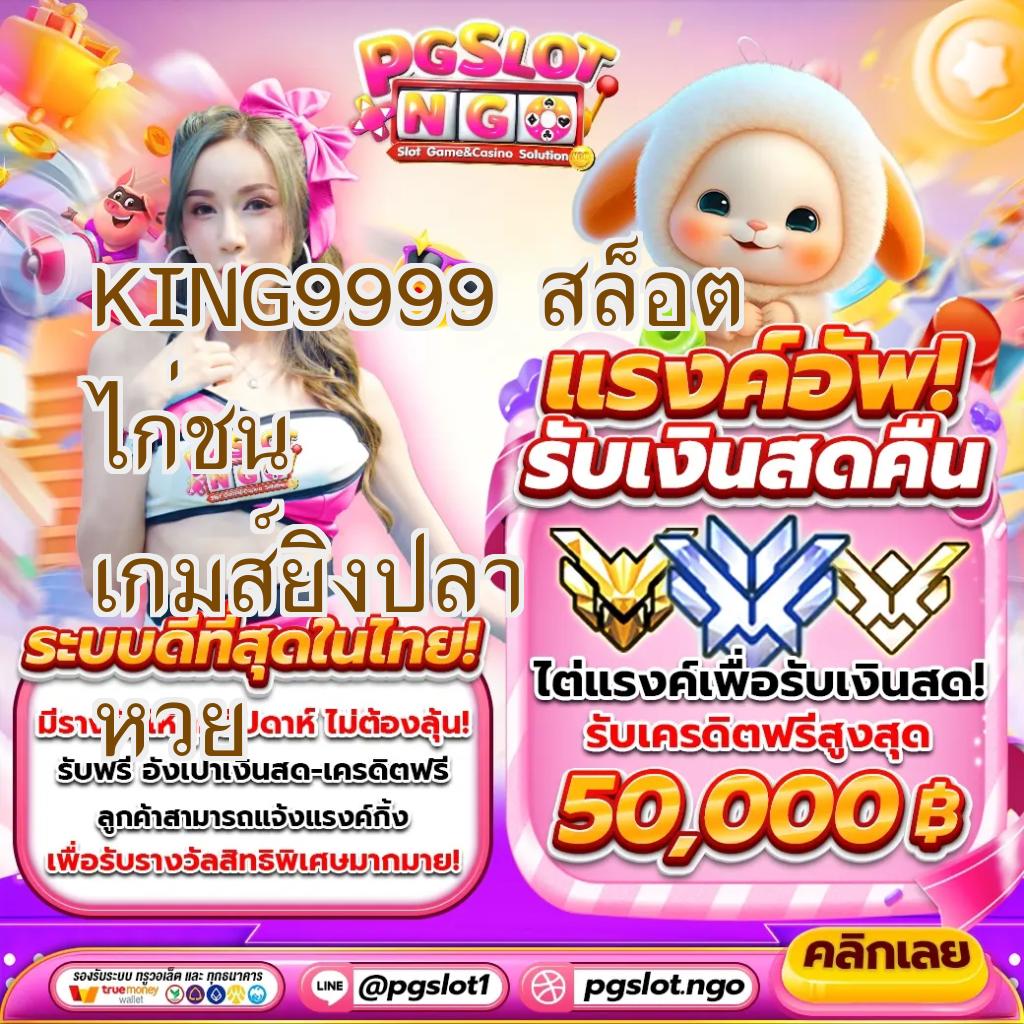 PGSLOT
NGO
Slot Game&Casino Solution
KING9999 สล็อต
ไก่ชน
เกมส์ยิงปลา
หวย
แรงค์อัพ!
รับเงินสดคืน
ระบบดีที่สุดในไทย!
ไม่ต้องลุ้น!
รับฟรี อั่งเปาเงินสด-เครดิตฟรี
ลูกค้าสามารถแจ้งแรงค์กิ้ง
เพื่อรับรางวัลสิทธิพิเศษมากมาย!
ไต่แรงค์เพื่อรับเงินสด!
รับเครดิตฟรีสูงสุด
50,000 ฿
คลิกเลย
รองรับระบบ ทรูวอเล็ต และ ทุกธนาคาร
truemoney
wallet
LINE @pgslot1
pgslot.ngo